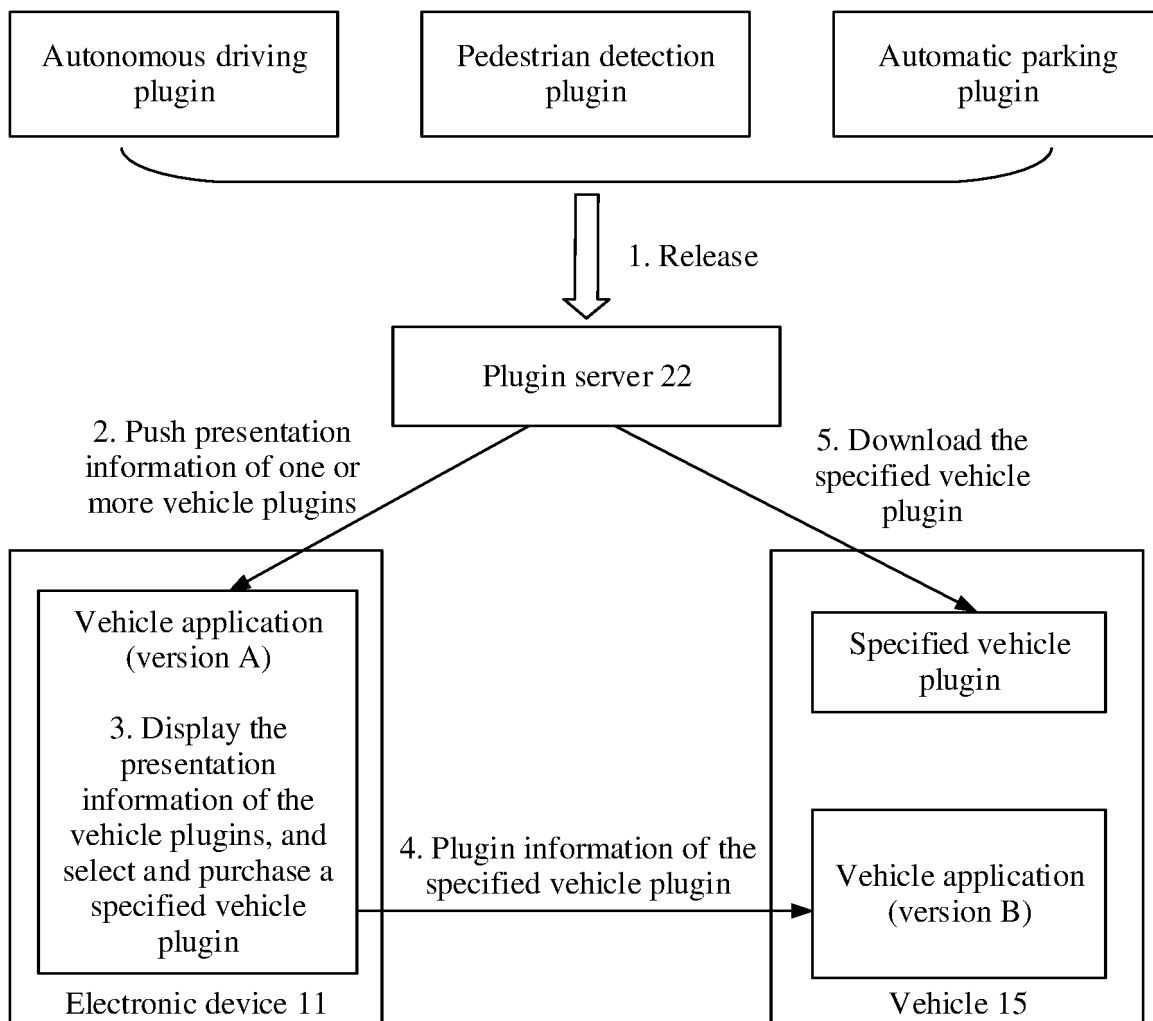 Autonomous driving
plugin
Pedestrian detection
plugin
Automatic parking
plugin
1. Release
Plugin server 22
2. Push presentation
information of one or
more vehicle plugins
5. Download the
specified vehicle
plugin
Vehicle application
(version A)
3. Display the
presentation
information of the
vehicle plugins, and
select and purchase a
specified vehicle
plugin
Electronic device 11
4. Plugin information of the
specified vehicle plugin
Specified vehicle
plugin
Vehicle application
(version B)
Vehicle 15